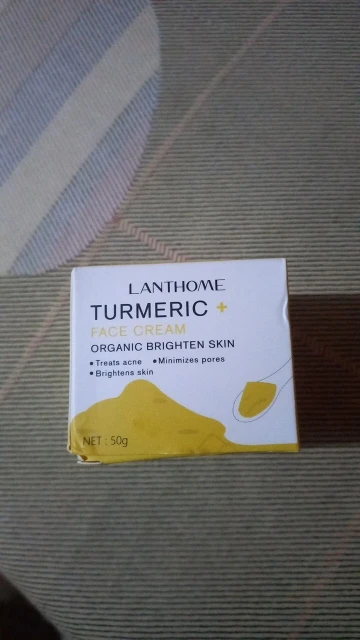 LANTHOME
TURMERIC +
FACE CREAM
ORGANIC BRIGHTEN SKIN
• Treats acne • Minimizes pores
• Brightens skin
NET : 50g